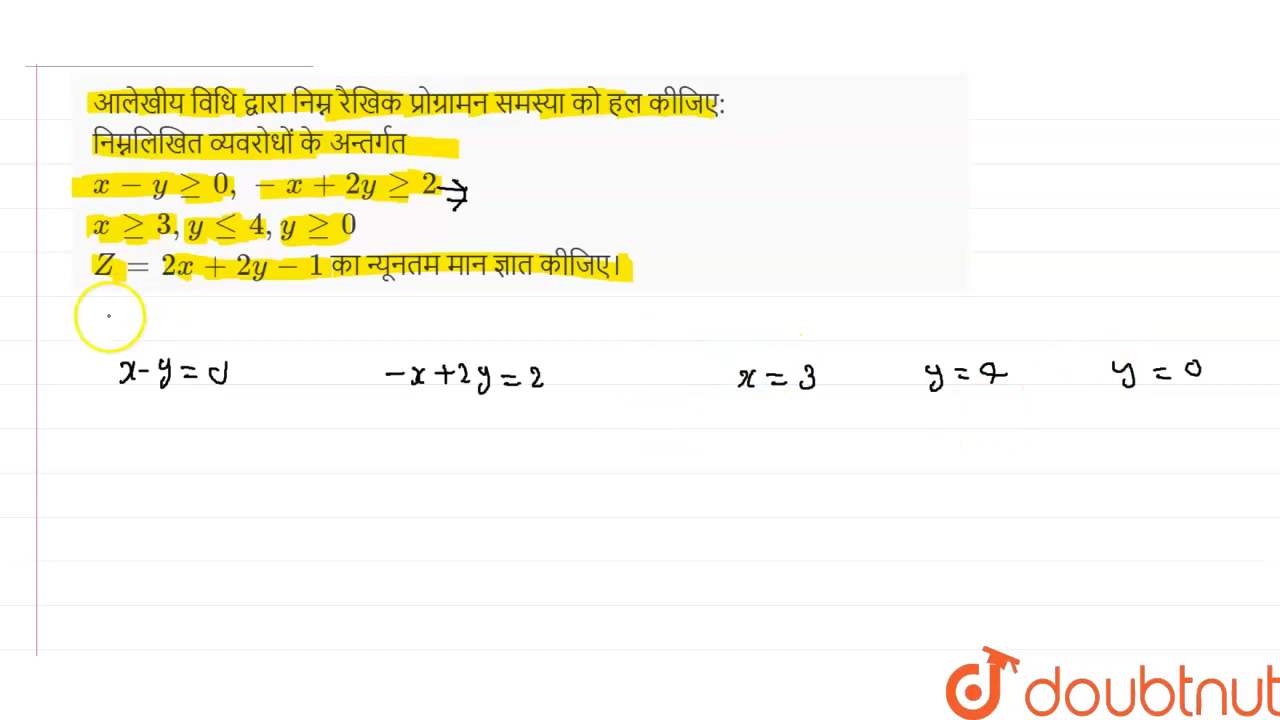 आलेखीय विधि द्वारा निम्न रैखिक प्रोग्रामन समस्या को हल कीजिए:
निम्नलिखित व्यवरोधों के अन्तर्गत
x − y ≥ 0, − x + 2y ≥ 2 →
x ≥ 3, y ≤ 4, y ≥ 0
Z = 2x + 2y − 1 का न्यूनतम मान ज्ञात कीजिए।
x - y = 0 -x + 2y = 2 x = 3 y = 4 y = 0
doubtnut